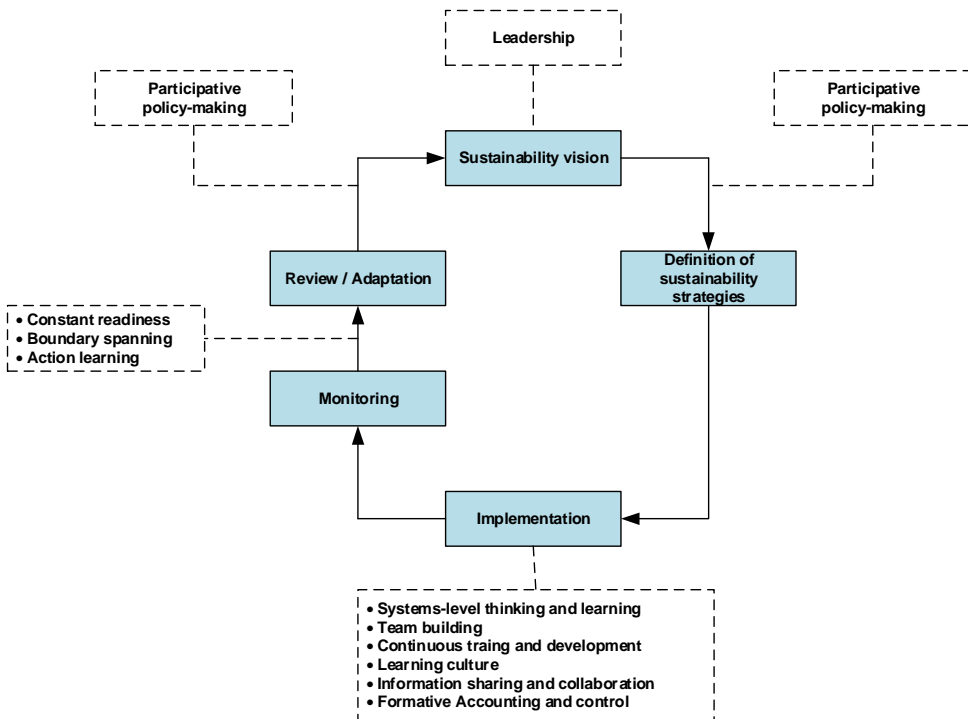 Leadership
Participative
policy-making
Participative
policy-making
Sustainability vision
Review / Adaptation
Definition of
sustainability
strategies
• Constant readiness
• Boundary spanning
• Action learning
Monitoring
Implementation
• Systems-level thinking and learning
• Team building
• Continuous traing and development
• Learning culture
• Information sharing and collaboration
• Formative Accounting and control